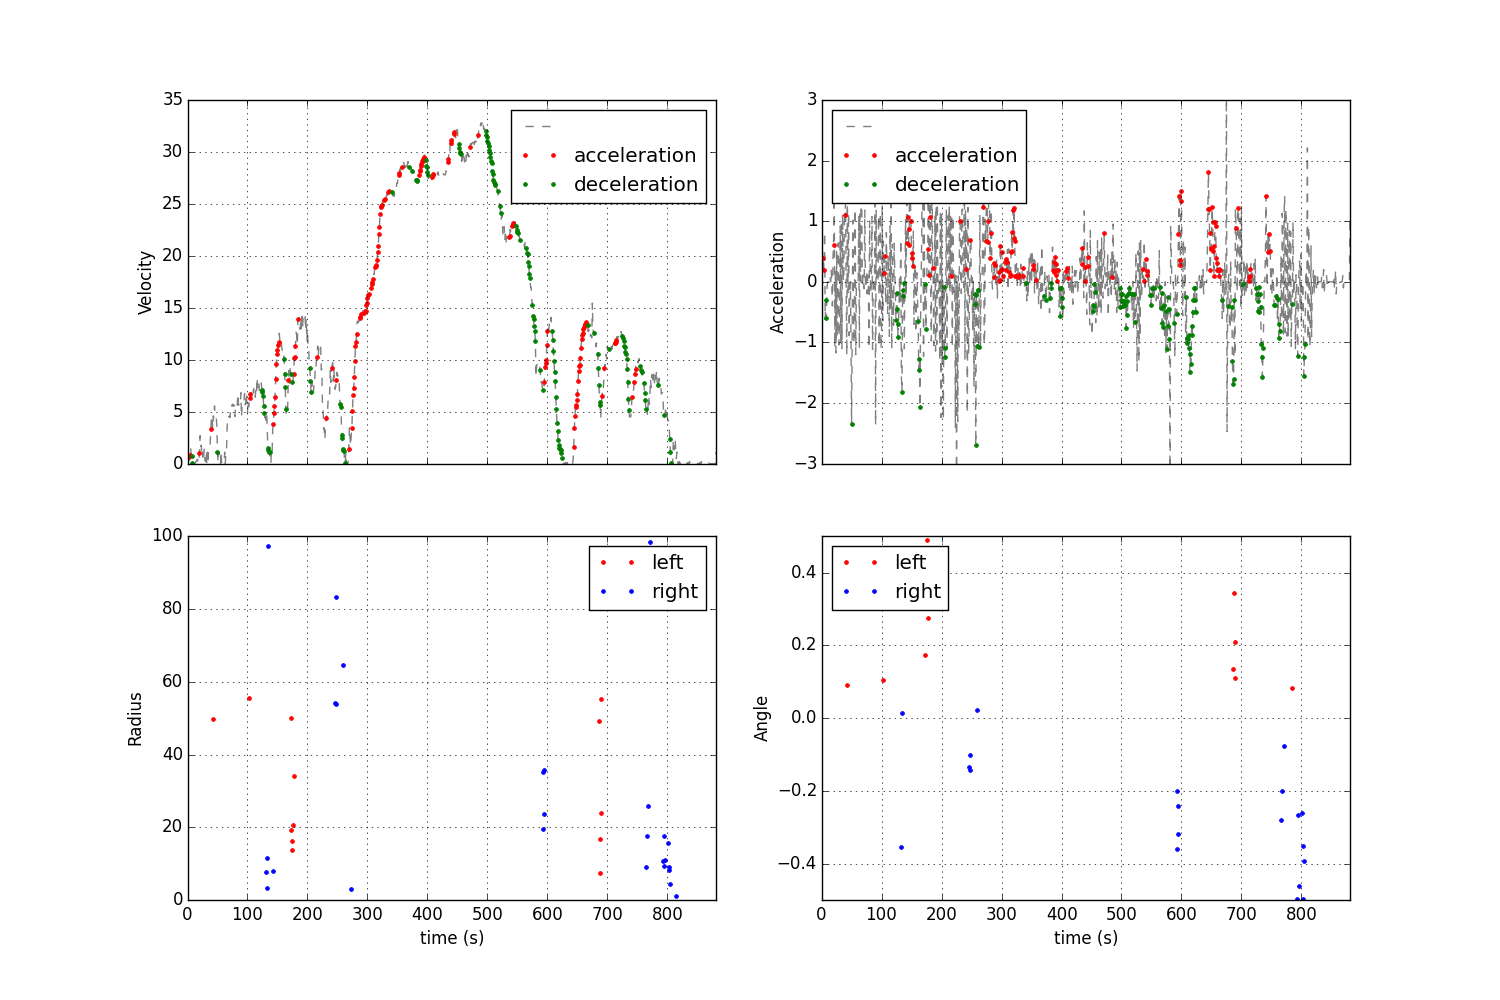 35
30
25
20
15
10
5
0
Velocity
acceleration
deceleration
3
2
1
0
−1
−2
−3
Acceleration
acceleration
deceleration
100
80
60
40
20
0
Radius
left
right
0 100 200 300 400 500 600 700 800
time (s)
0.4
0.2
0.0
−0.2
−0.4
Angle
left
right
0 100 200 300 400 500 600 700 800
time (s)